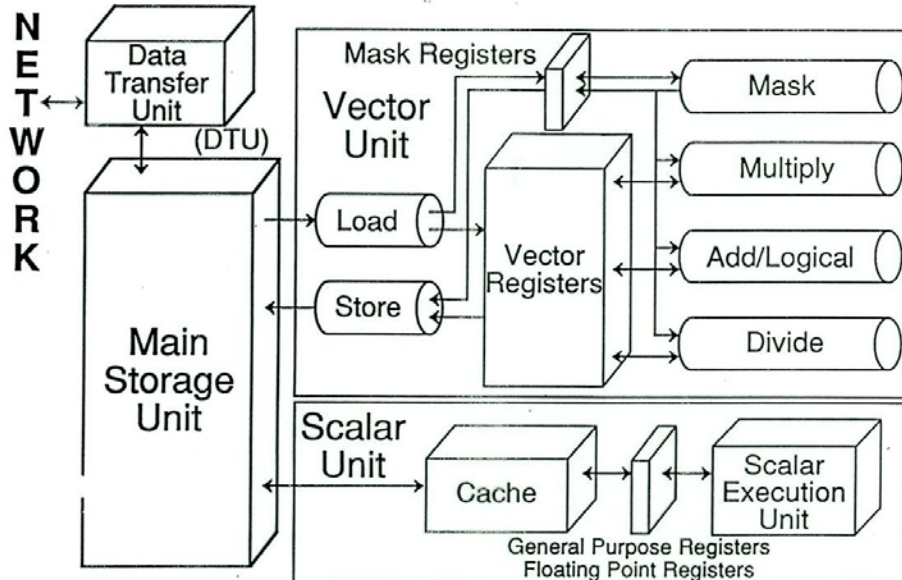 NETWORK
Data
Transfer
Unit
(DTU)
Main
Storage
Unit
Vector
Unit
Mask Registers
Load
Store
Vector
Registers
Mask
Multiply
Add/Logical
Divide
Scalar
Unit
Cache
General Purpose Registers
Floating Point Registers
Scalar
Execution
Unit